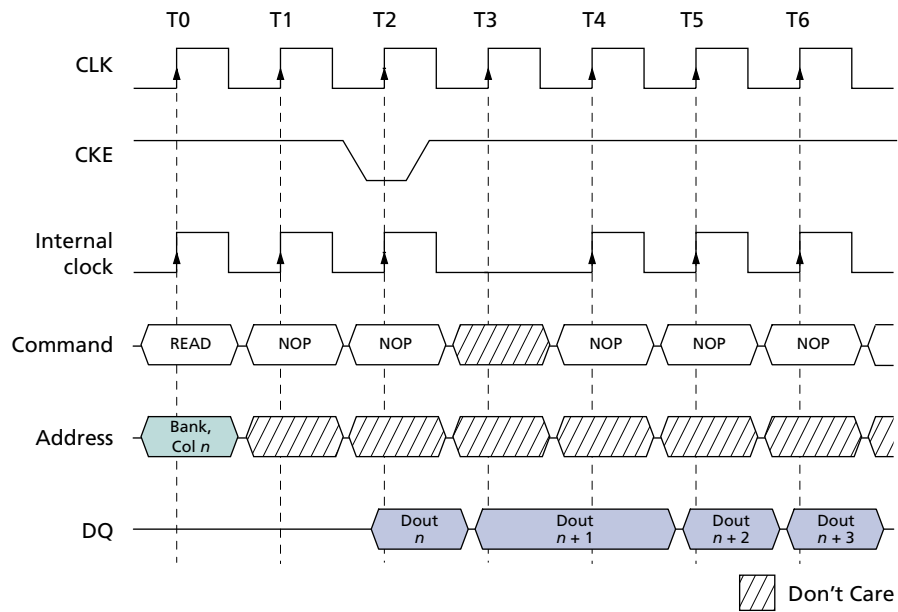 T0 T1 T2 T3 T4 T5 T6
CLK
CKE
Internal
clock
Command READ NOP NOP NOP NOP NOP
Address Bank,
Col n
DQ Dout
n
Dout
n + 1
Dout
n + 2
Dout
n + 3
Don't Care